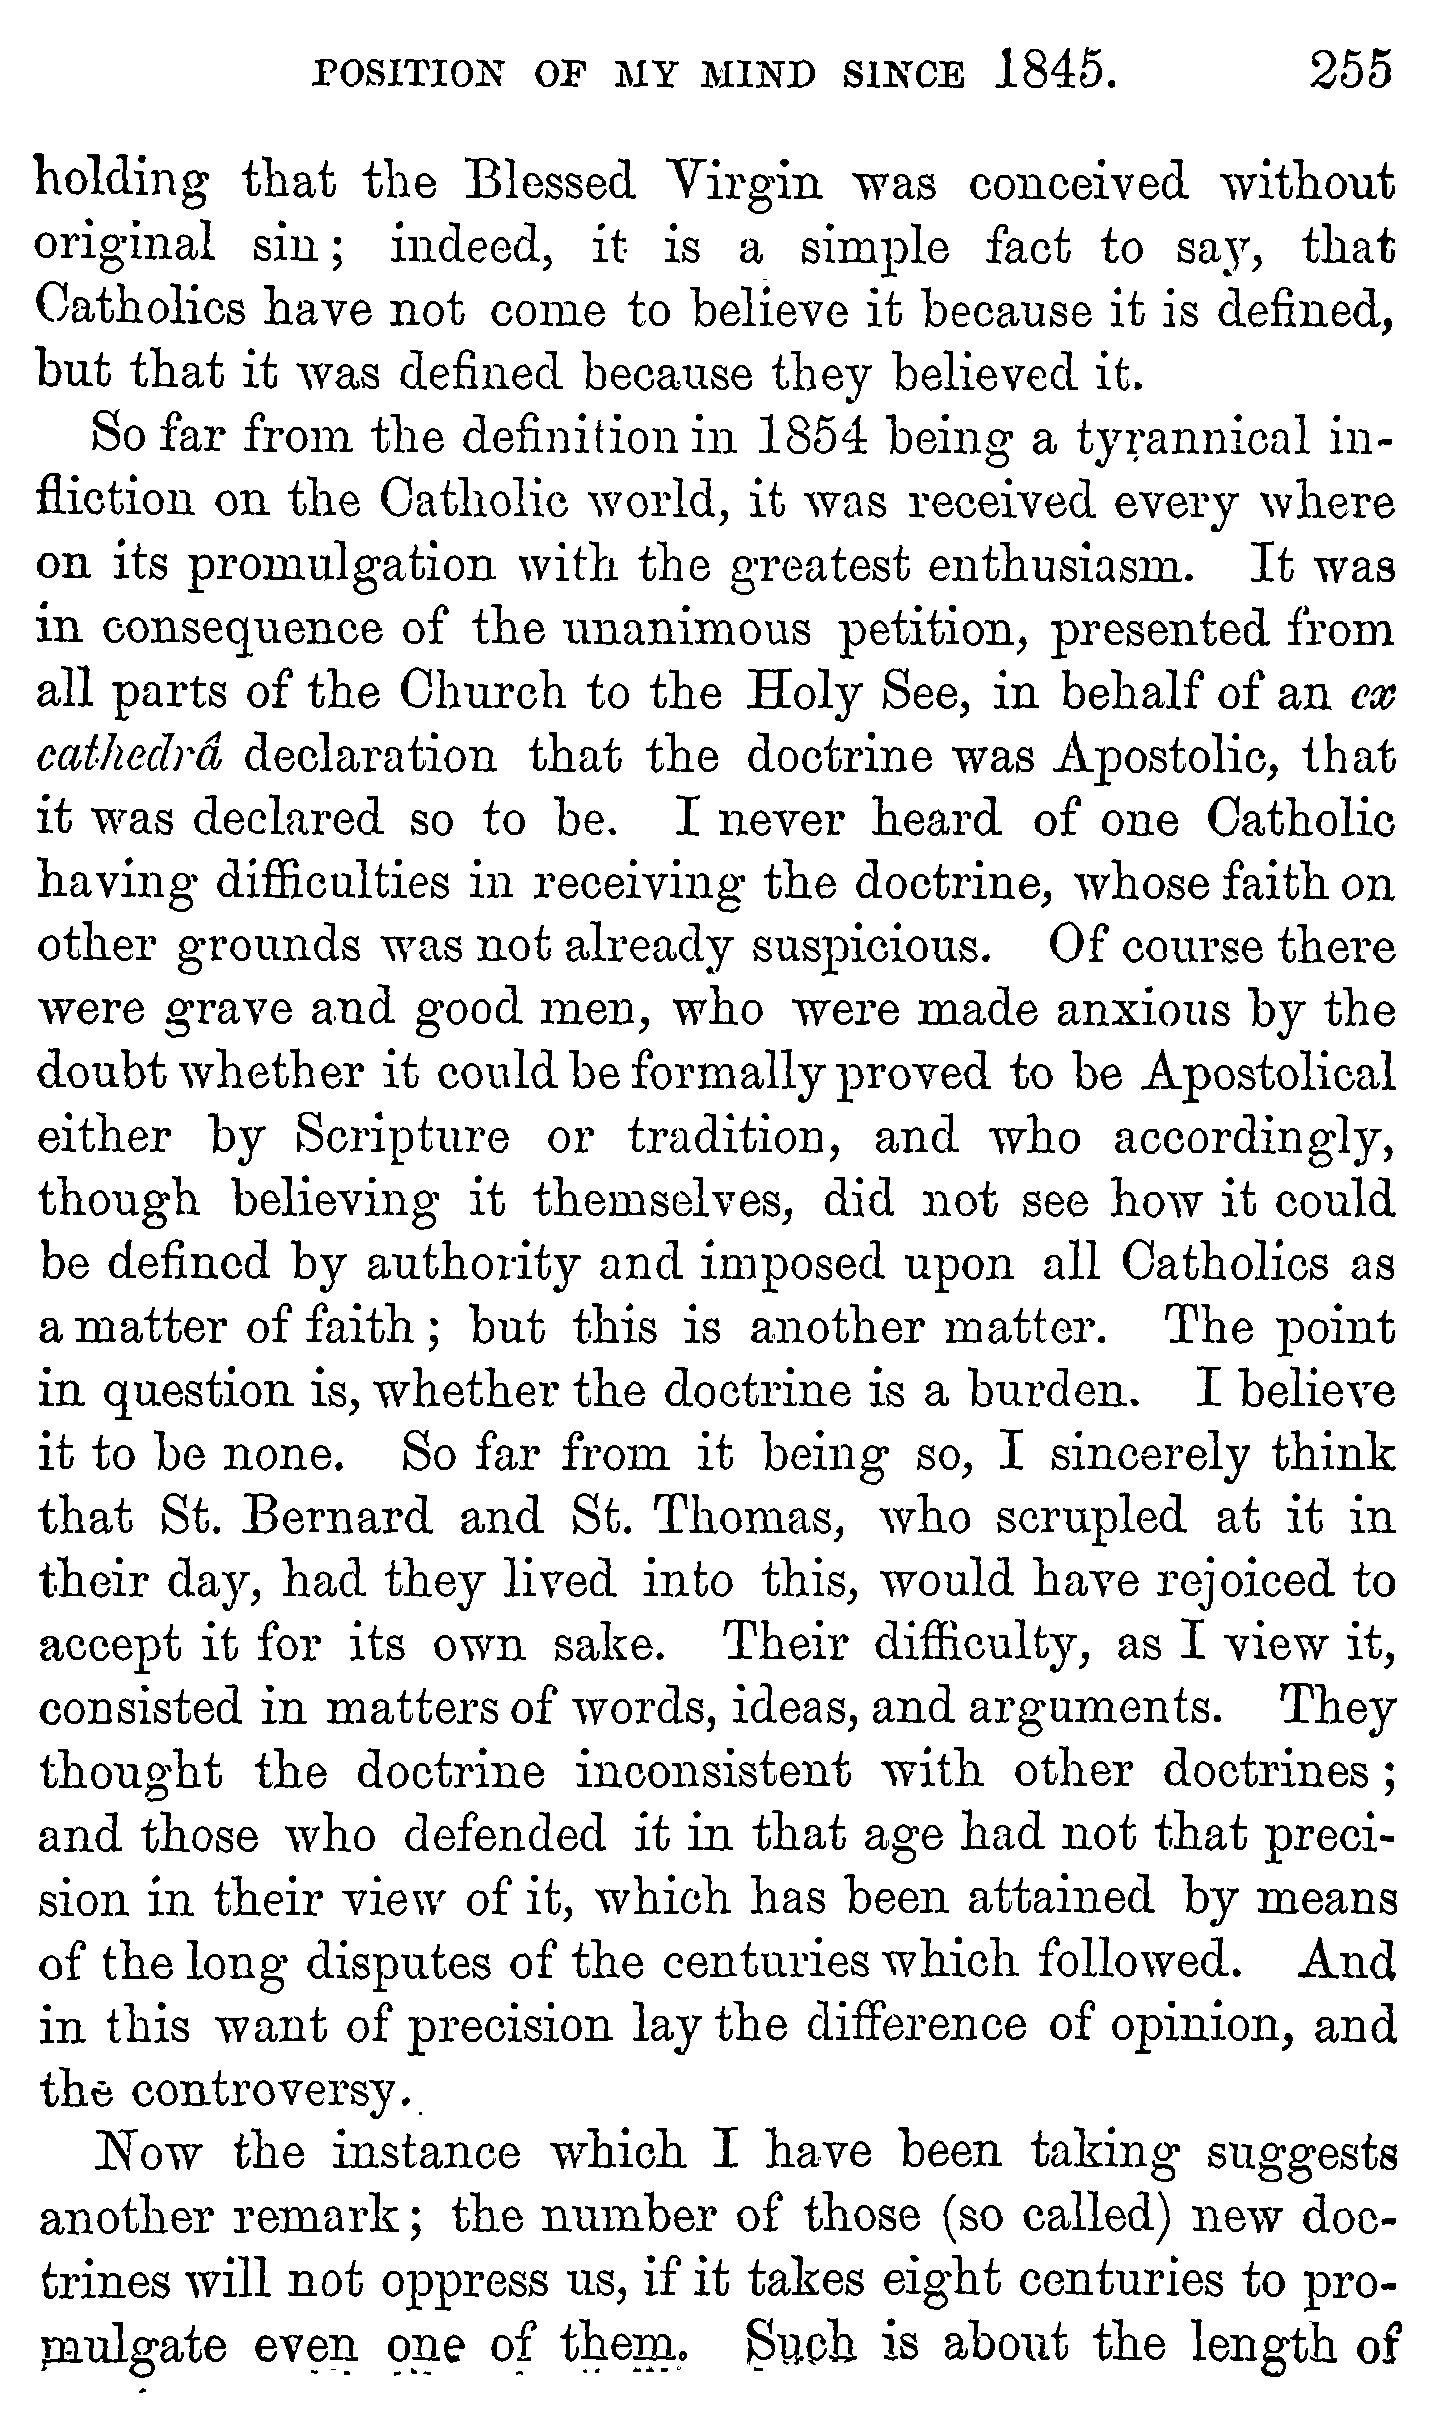 POSITION OF MY MIND SINCE 1845. 255
holding that the Blessed Virgin was conceived without
original sin; indeed, it is a simple fact to say, that
Catholics have not come to believe it because it is defined,
but that it was defined because they believed it.
So far from the definition in 1854 being a tyrannical in-
fliction on the Catholic world, it was received every where
on its promulgation with the greatest enthusiasm. It was
in consequence of the unanimous petition, presented from
all parts of the Church to the Holy See, in behalf of an ex
cathedrâ declaration that the doctrine was Apostolic, that
it was declared so to be. I never heard of one Catholic
having difficulties in receiving the doctrine, whose faith on
other grounds was not already suspicious. Of course there
were grave and good men, who were made anxious by the
doubt whether it could be formally proved to be Apostolical
either by Scripture or tradition, and who accordingly,
though believing it themselves, did not see how it could
be defined by authority and imposed upon all Catholics as
a matter of faith; but this is another matter. The point
in question is, whether the doctrine is a burden. I believe
it to be none. So far from it being so, I sincerely think
that St. Bernard and St. Thomas, who scrupled at it in
their day, had they lived into this, would have rejoiced to
accept it for its own sake. Their difficulty, as I view it,
consisted in matters of words, ideas, and arguments. They
thought the doctrine inconsistent with other doctrines;
and those who defended it in that age had not that preci-
sion in their view of it, which has been attained by means
of the long disputes of the centuries which followed. And
in this want of precision lay the difference of opinion, and
the controversy.
Now the instance which I have been taking suggests
another remark; the number of those (so called) new doc-
trines will not oppress us, if it takes eight centuries to pro-
mulgate even one of them. Such is about the length of